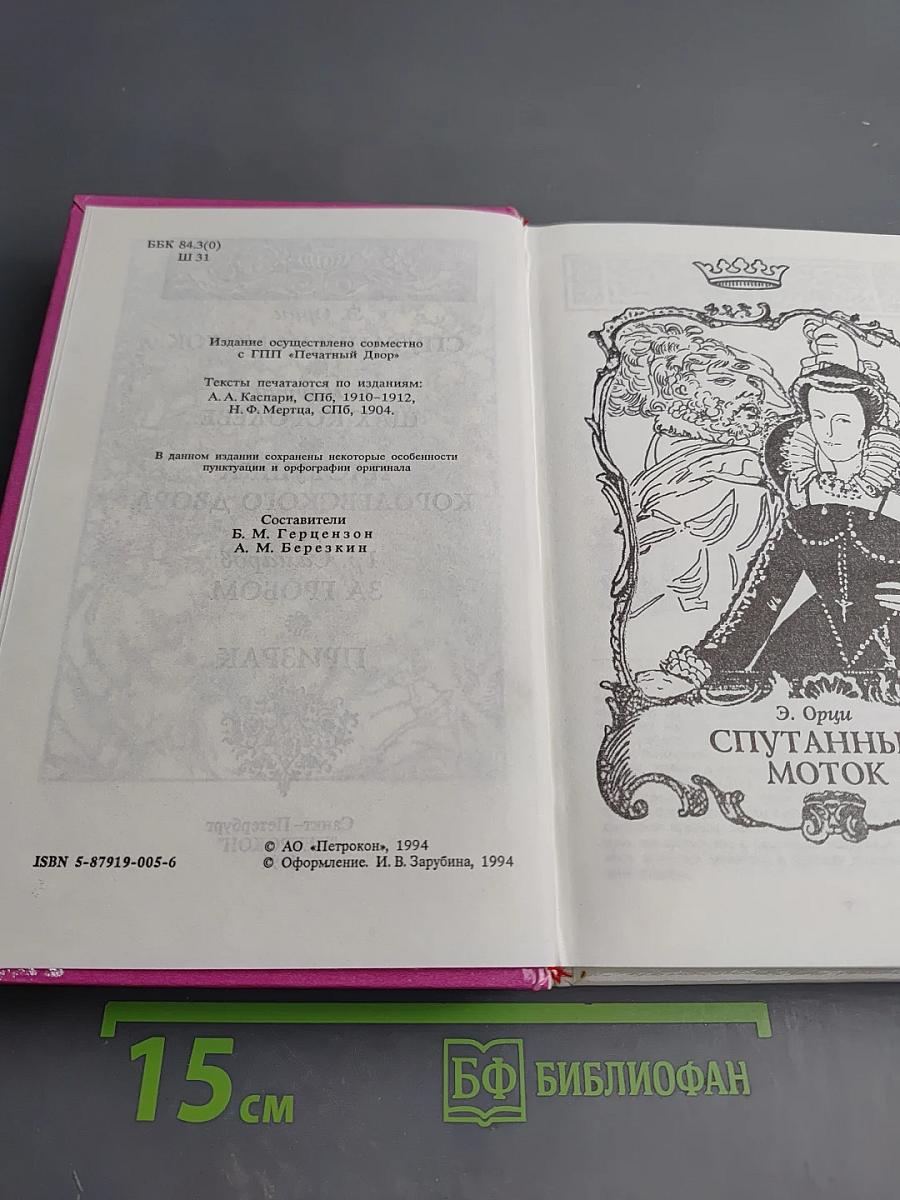 ББК 84.3(0)
Ш 31
Издание осуществлено совместно
с ГПП «Печатный Двор»
Тексты печатаются по изданиям:
А. А. Каспари, СПб, 1910–1912,
Н. Ф. Мертца, СПб, 1904.
В данном издании сохранены некоторые особенности
пунктуации и орфографии оригинала
Составители
Б. М. Герцензон
А. М. Березкин
ISBN 5-87919-005-6
© АО «Петрокон», 1994
© Оформление. И. В. Зарубина, 1994
Э. Орци
СПУТАННЫ
МОТОК
15 см
БФ БИБЛИОФАН